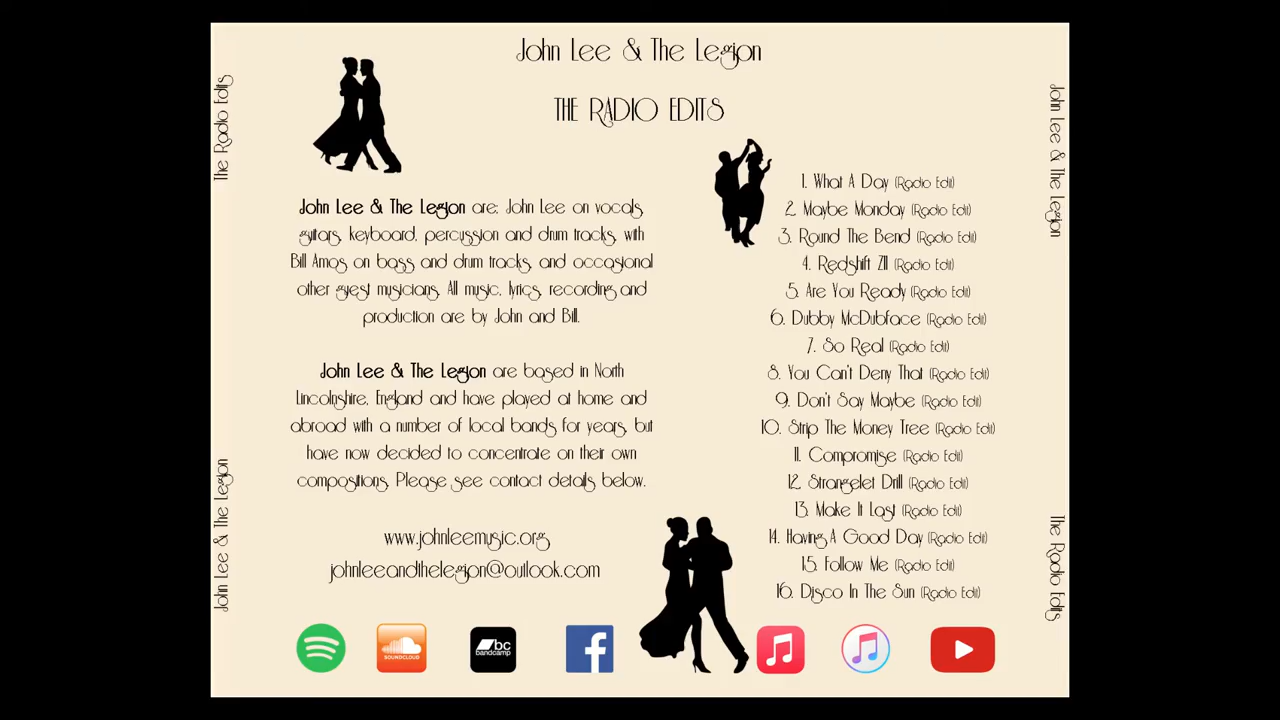 John Lee & The Legion
THE RADIO EDITS
The Radio Edits
John Lee & The Legion
John Lee & The Legion are: John Lee on vocals,
guitars, keyboard, percussion and drum tracks, with
Bill Amos on bass and drum tracks, and occasional
other guest musicians. All music, lyrics, recording and
production are by John and Bill.
John Lee & The Legion are based in North
Lincolnshire, England and have played at home and
abroad with a number of local bands for years, but
have now decided to concentrate on their own
compositions. Please see contact details below.
www.johnleemusic.org
johnleeandthelegion@outlook.com
1. What A Day (Radio Edit)
2. Maybe Monday (Radio Edit)
3. Round The Bend (Radio Edit)
4. Redshift Z11 (Radio Edit)
5. Are You Ready (Radio Edit)
6. Dubby McDubface (Radio Edit)
7. So Real (Radio Edit)
8. You Can't Deny That (Radio Edit)
9. Don't Say Maybe (Radio Edit)
10. Strip The Money Tree (Radio Edit)
11. Compromise (Radio Edit)
12. Strangelet Drill (Radio Edit)
13. Make It Last (Radio Edit)
14. Having A Good Day (Radio Edit)
15. Follow Me (Radio Edit)
16. Disco In The Sun (Radio Edit)
SOUNDCLOUD
bc
bandcamp
John Lee & The Legion
The Radio Edits